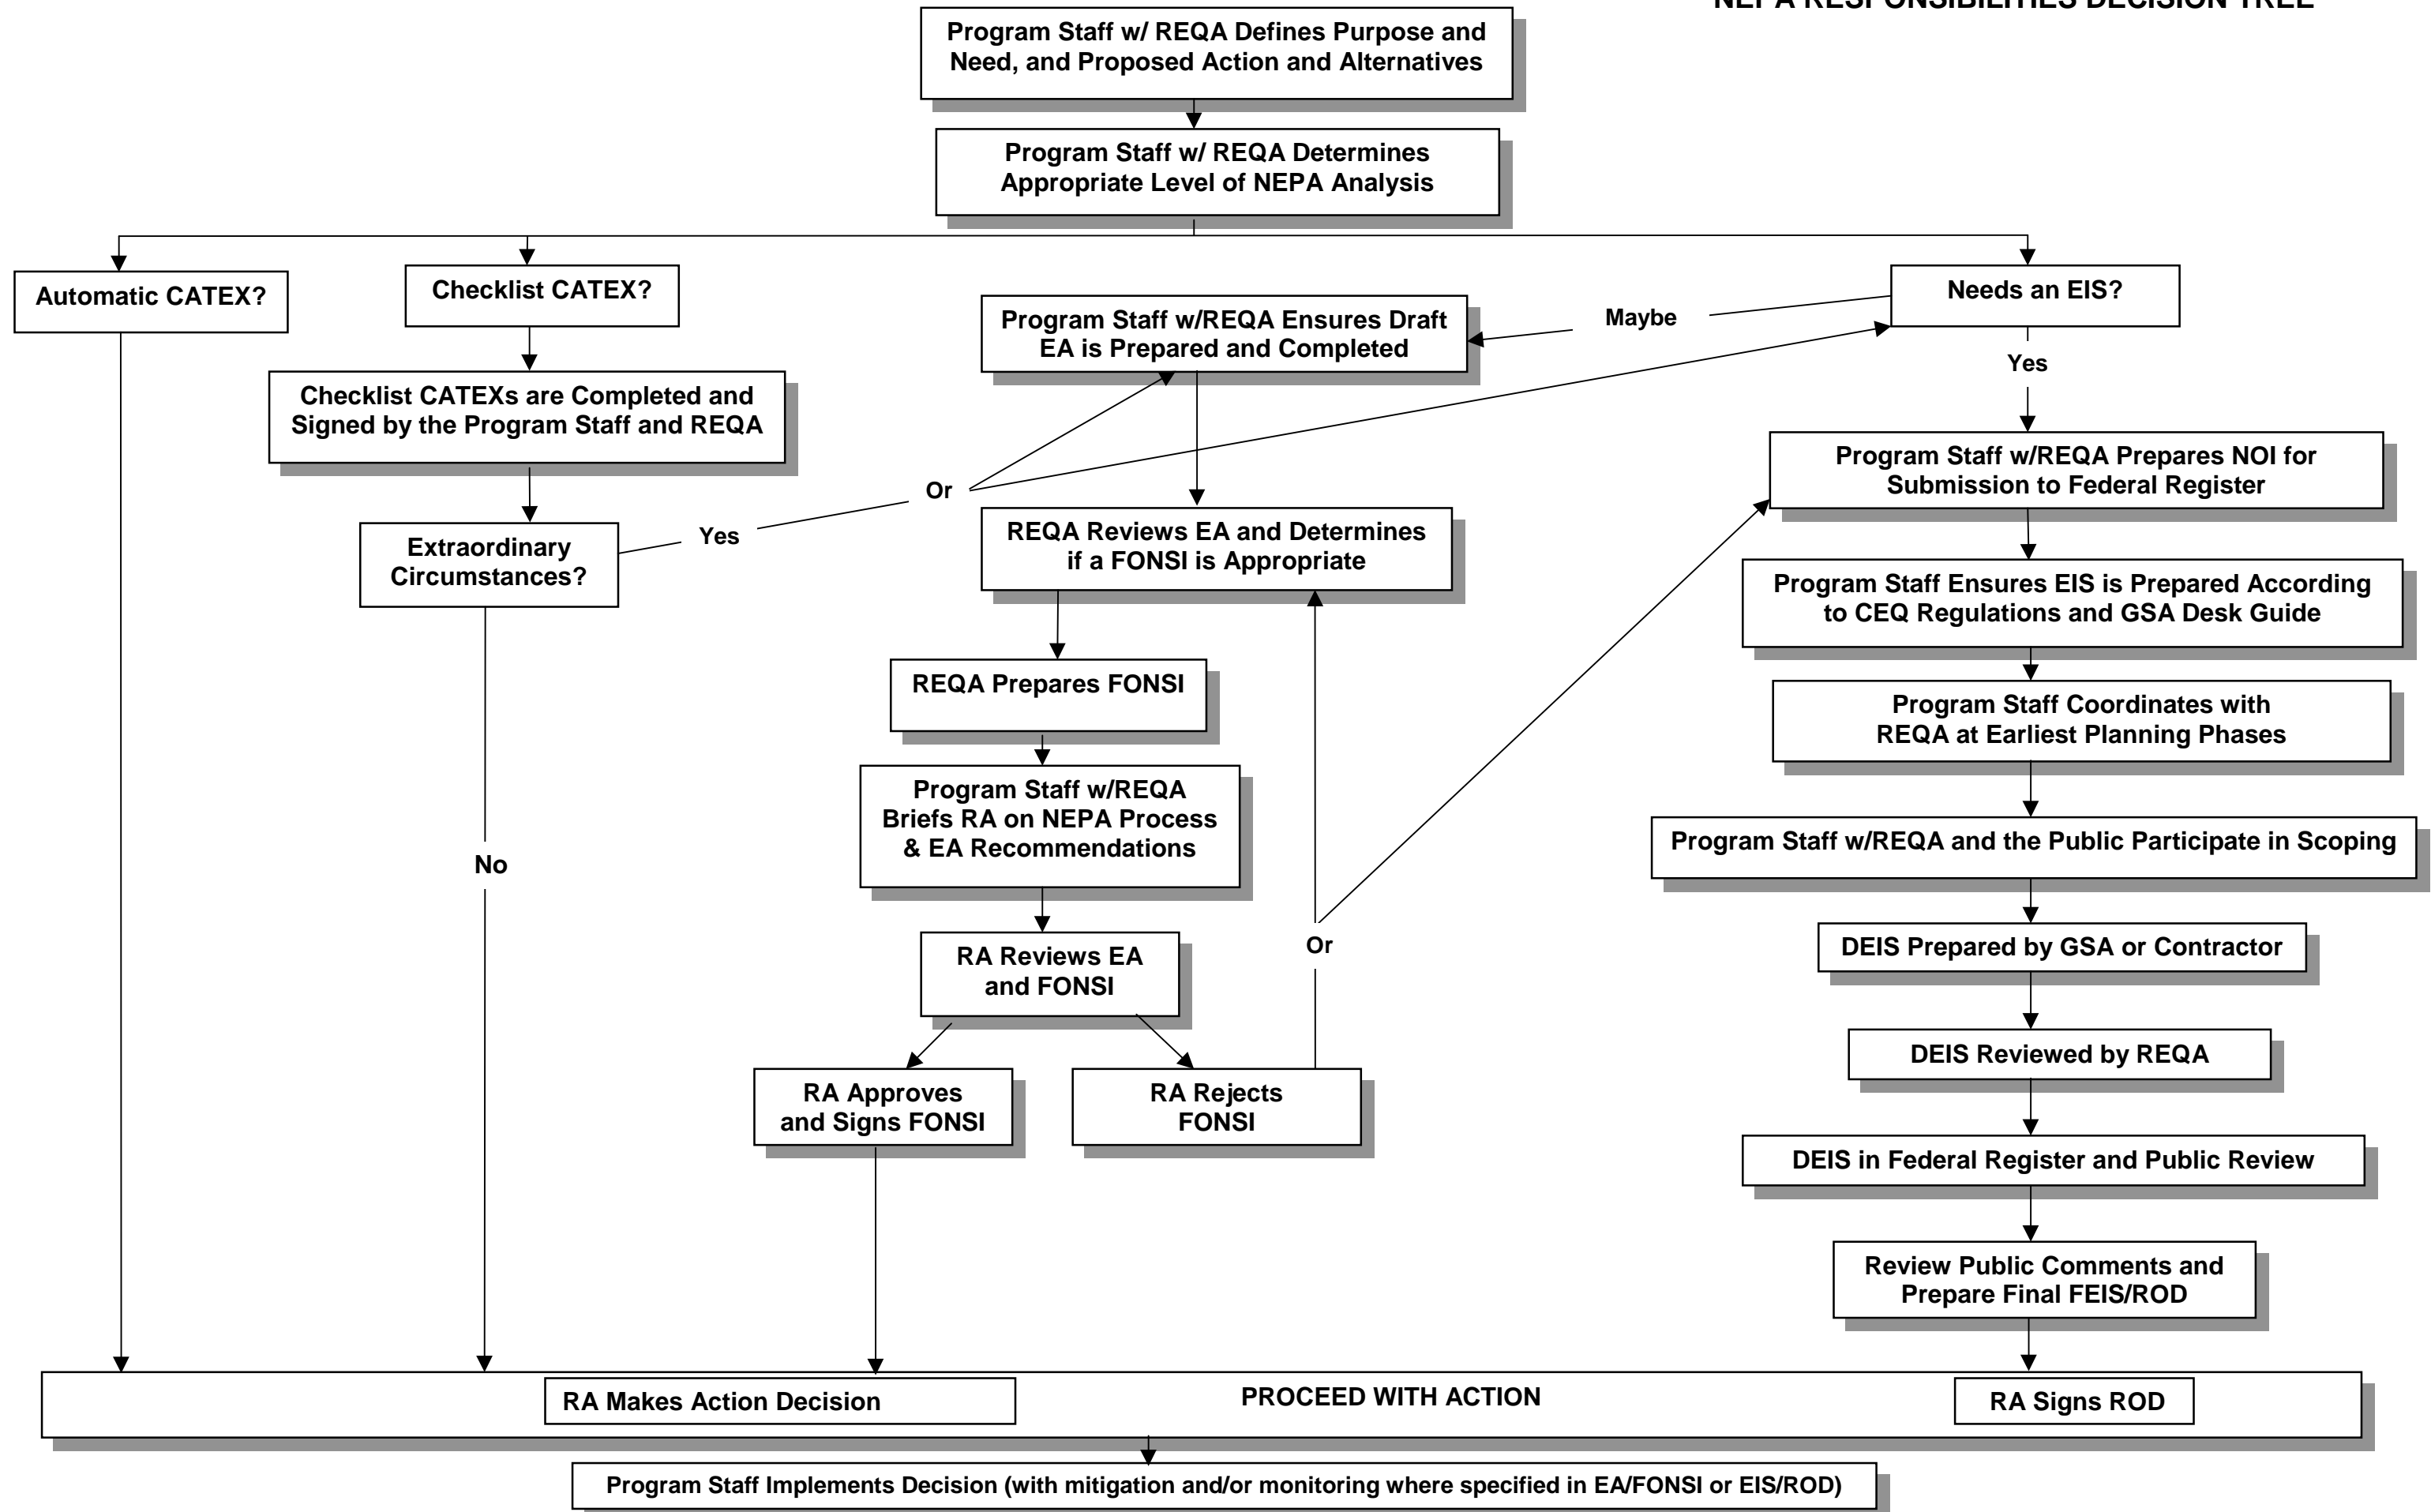 NEPA RESPONSIBILITIES DECISION TREE
Program Staff w/ REQA Defines Purpose and
Need, and Proposed Action and Alternatives
Program Staff w/ REQA Determines
Appropriate Level of NEPA Analysis
Automatic CATEX?
Checklist CATEX?
Needs an EIS?
Program Staff w/REQA Ensures Draft
EA is Prepared and Completed
Maybe
Yes
Checklist CATEXs are Completed and
Signed by the Program Staff and REQA
Program Staff w/REQA Prepares NOI for
Submission to Federal Register
Or
Yes
Extraordinary
Circumstances?
REQA Reviews EA and Determines
if a FONSI is Appropriate
Program Staff Ensures EIS is Prepared According
to CEQ Regulations and GSA Desk Guide
REQA Prepares FONSI
Program Staff Coordinates with
REQA at Earliest Planning Phases
Program Staff w/REQA
Briefs RA on NEPA Process
& EA Recommendations
Program Staff w/REQA and the Public Participate in Scoping
No
RA Reviews EA
and FONSI
Or
DEIS Prepared by GSA or Contractor
DEIS Reviewed by REQA
RA Approves
and Signs FONSI
RA Rejects
FONSI
DEIS in Federal Register and Public Review
Review Public Comments and
Prepare Final FEIS/ROD
RA Makes Action Decision
PROCEED WITH ACTION
RA Signs ROD
Program Staff Implements Decision (with mitigation and/or monitoring where specified in EA/FONSI or EIS/ROD)